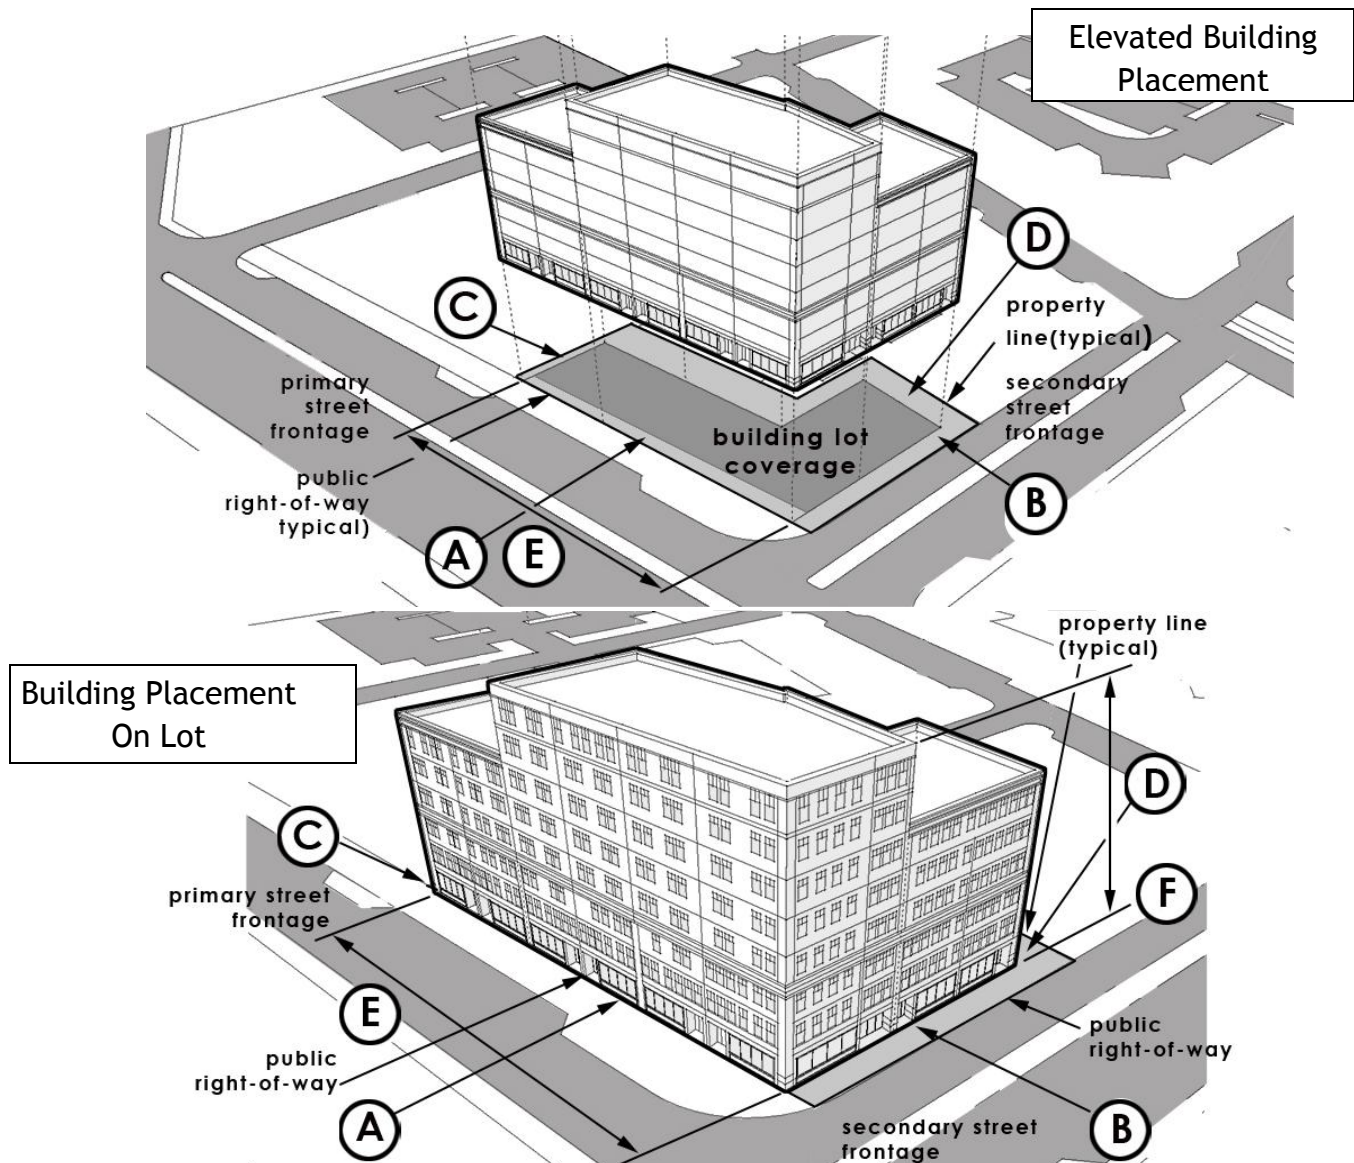 Elevated Building
Placement
D
C
property
line(typical)
primary
street
frontage
secondary
street
frontage
building lot
coverage
public
right-of-way
typical)
B
A
E
property line
(typical)
Building Placement
On Lot
D
C
F
primary street
frontage
E
public
right-of-way
public
right-of-way
A
B
secondary street
frontage